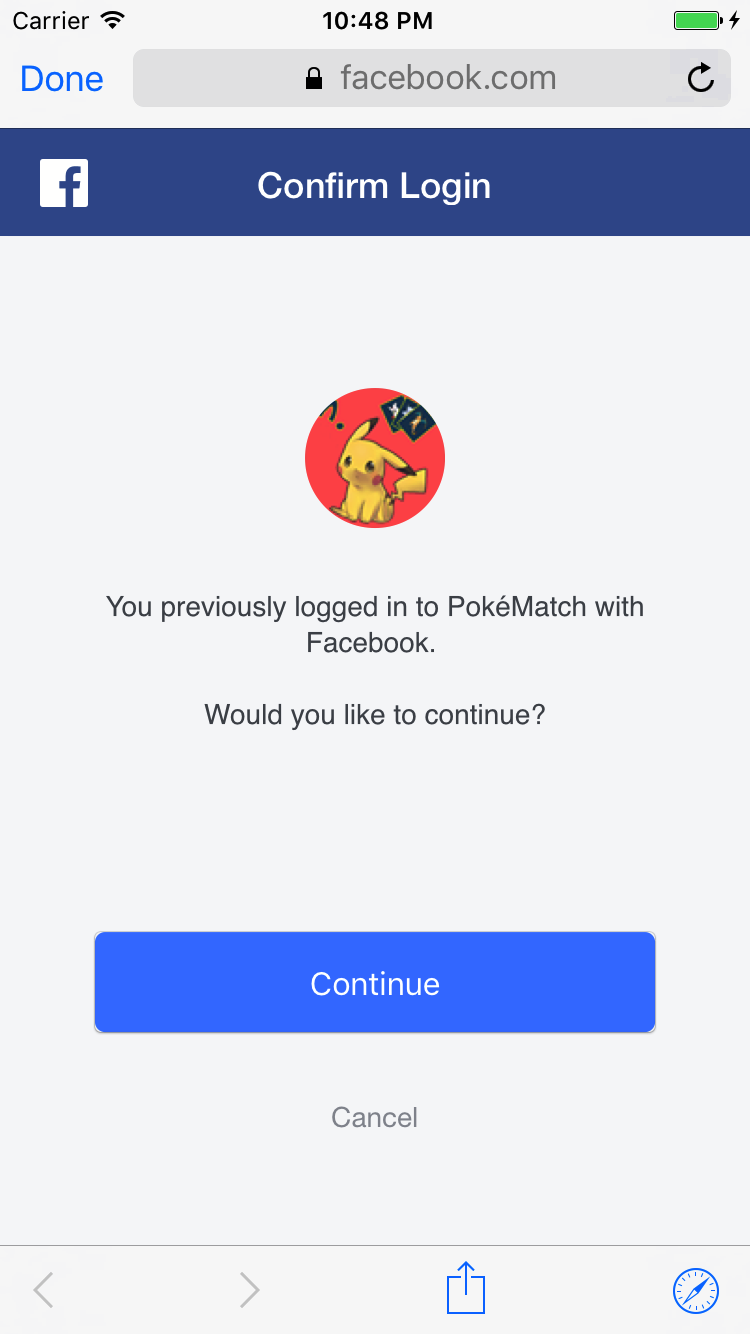 Carrier 10:48 PM
Done facebook.com
f Confirm Login
You previously logged in to PokéMatch with
Facebook.
Would you like to continue?
Continue
Cancel